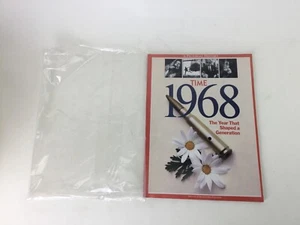 TIME
1968
The Year That
Shaped a
Generation